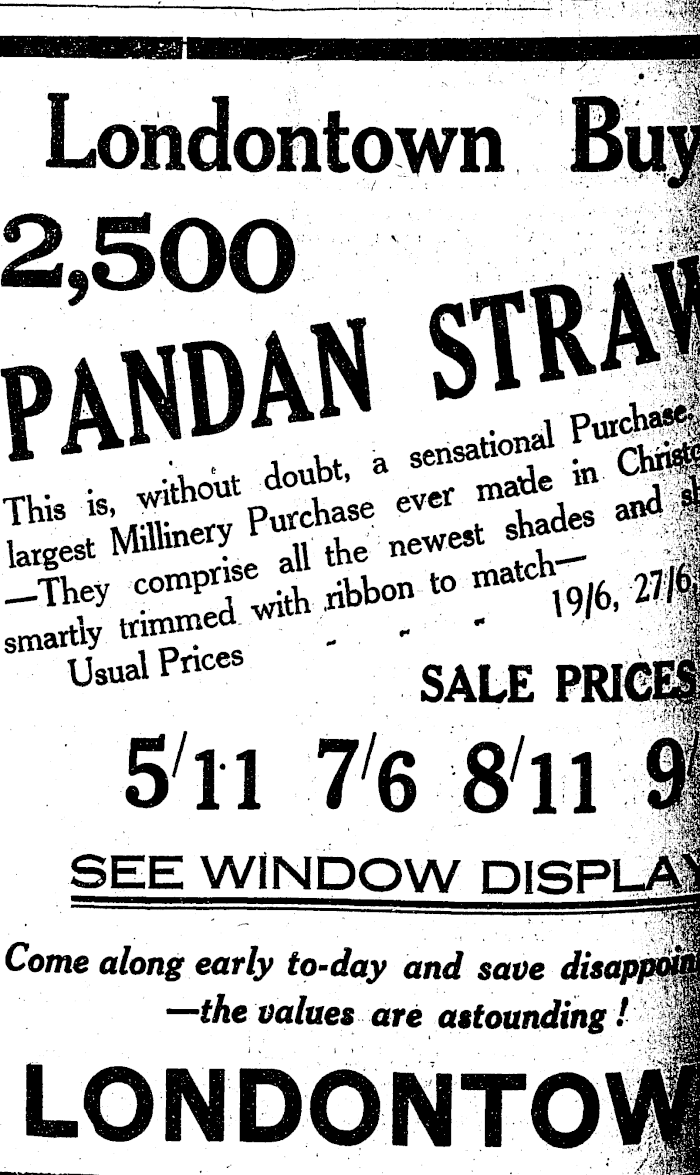 Londontown Buy
2,500
PANDAN STRAW
This is, without doubt, a sensational Purchase.
largest Millinery Purchase ever made in Christc
—They comprise all the newest shades and sh
smartly trimmed with ribbon to match—
Usual Prices - - - 19/6, 27/6,
SALE PRICES
5/11 7/6 8/11 9/
SEE WINDOW DISPLAY
Come along early to-day and save disappoin
—the values are astounding!
LONDONTOW